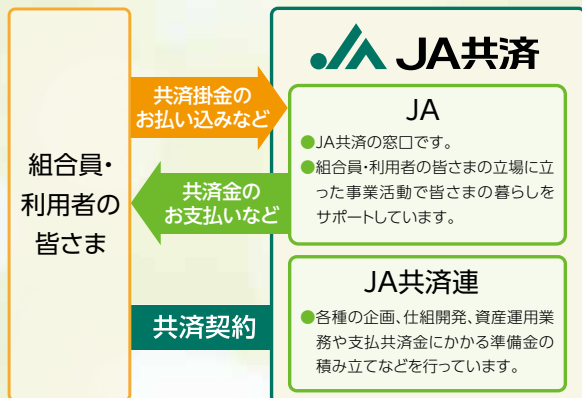 組合員・
利用者の
皆さま
共済掛金の
お払い込みなど
共済金の
お支払いなど
共済契約
JA共済
JA
●JA共済の窓口です。
●組合員・利用者の皆さまの立場に立
った事業活動で皆さまの暮らしを
サポートしています。
JA共済連
●各種の企画、仕組開発、資産運用業
務や支払共済金にかかる準備金の
積み立てなどを行っています。